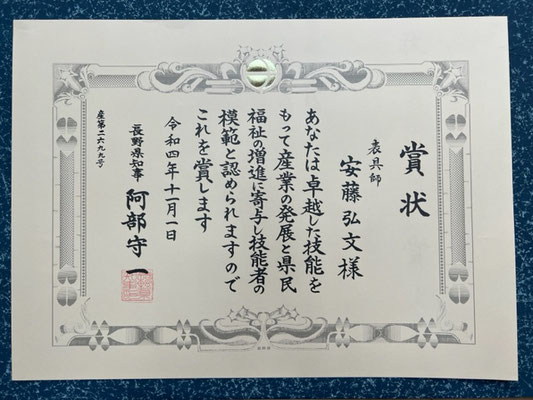 賞状
表具師
安藤弘文様
あなたは卓越した技能を
もって産業の発展と県民
福祉の増進に寄与し技能者の
模範と認められますので
これを賞します
令和四年十一月一日
長野県知事 阿部守一
産第二六九九号